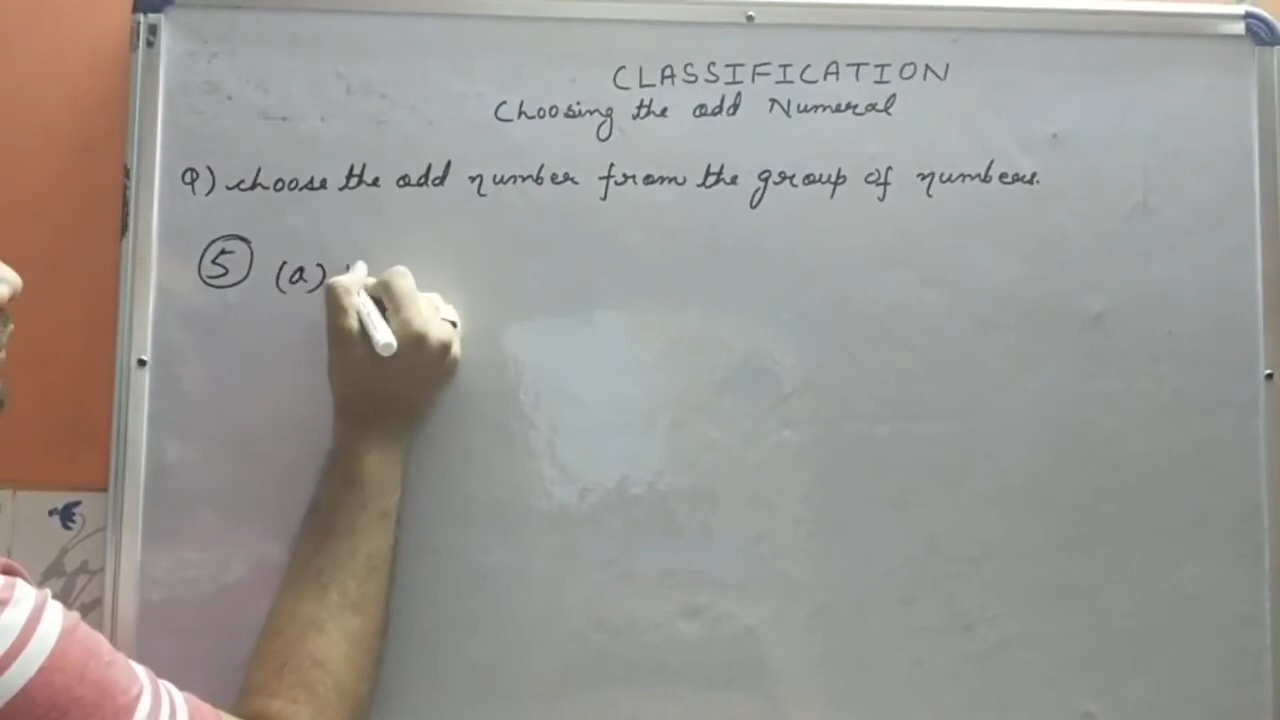 CLASSIFICATION
Choosing the odd Numeral
Q) choose the odd number from the group of numbers.
5 (a)